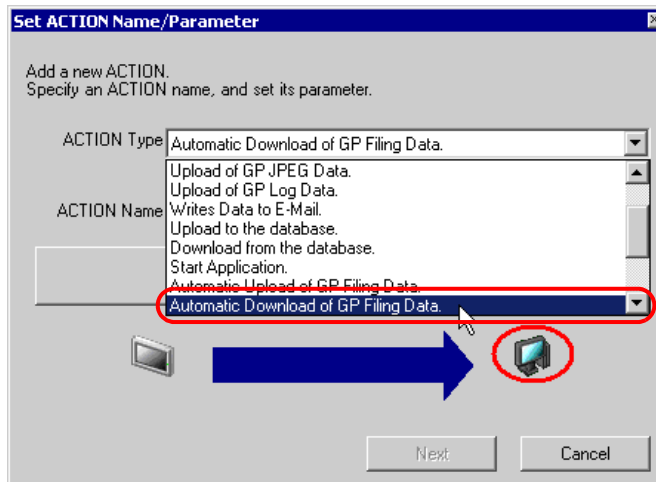 Set ACTION Name/Parameter
Add a new ACTION.
Specify an ACTION name, and set its parameter.
ACTION Type
Automatic Download of GP Filing Data.
Upload of GP JPEG Data.
Upload of GP Log Data.
ACTION Name
Writes Data to E-Mail.
Upload to the database.
Download from the database.
Start Application.
Automatic Upload of GP Filing Data.
Automatic Download of GP Filing Data.
Next
Cancel